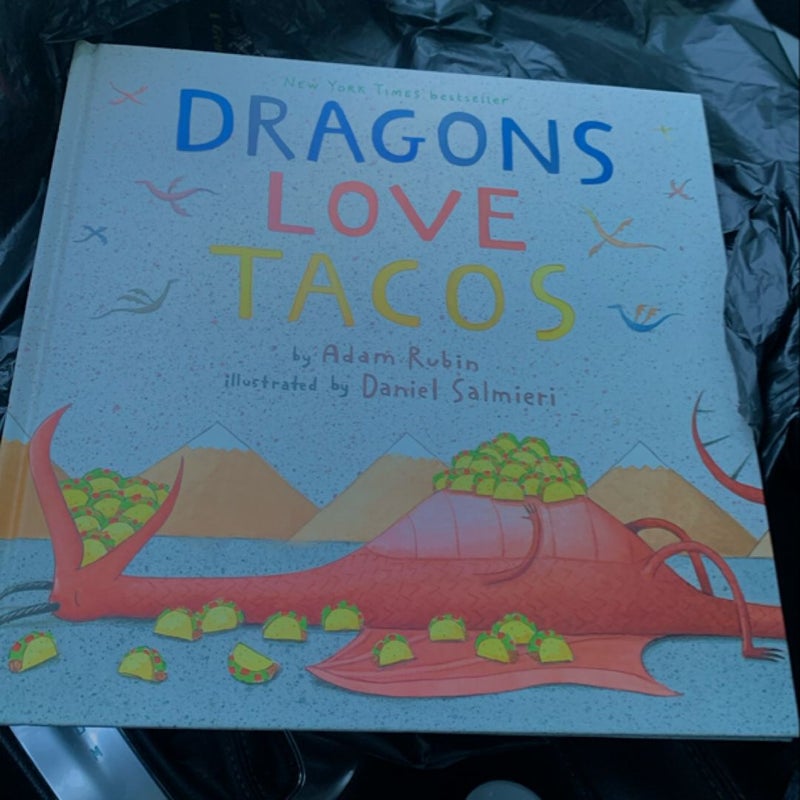 New York Times bestseller
DRAGONS
LOVE
TACOS
by Adam Rubin
illustrated by Daniel Salmieri